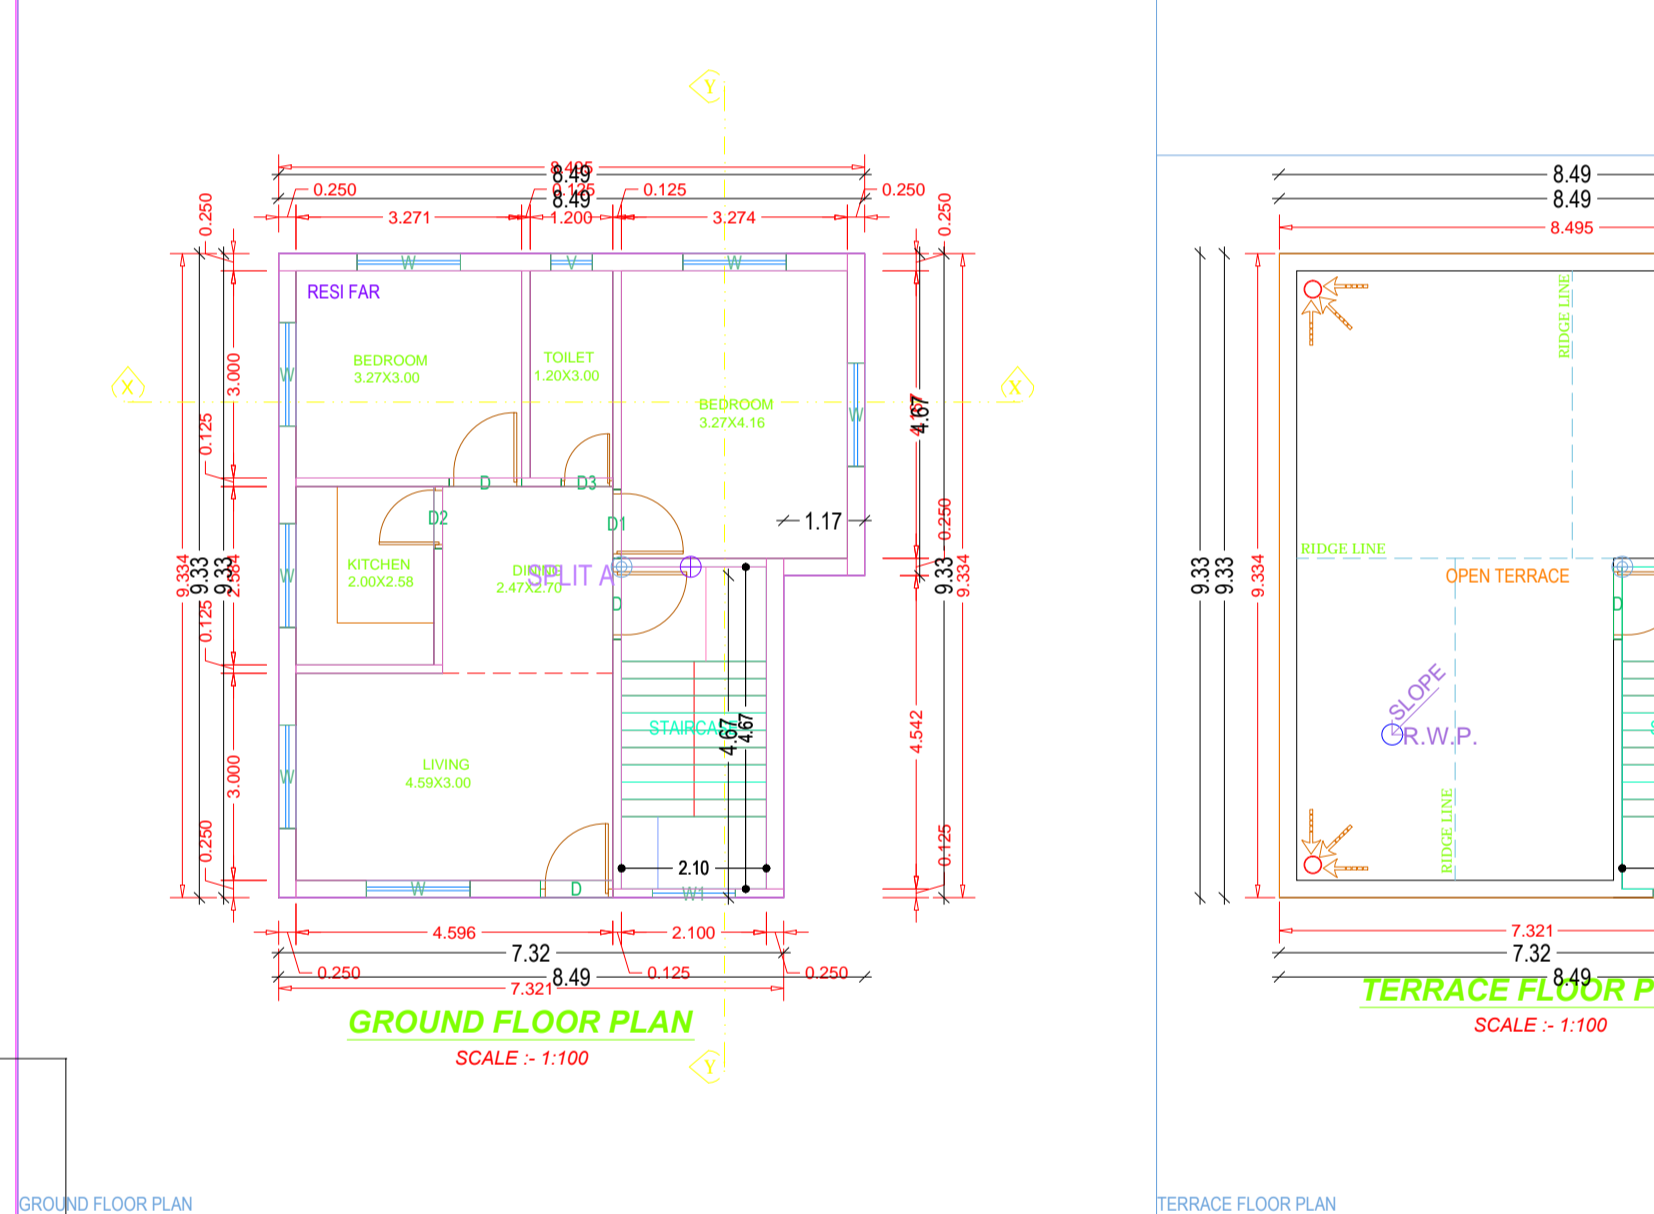 Y
8.495
8.49
8.49
0.250
0.125
0.125
0.250
3.271
1.200
3.274
0.250
0.250
W
V
W
RESI FAR
W
BEDROOM
3.27X3.00
TOILET
1.20X3.00
BEDROOM
3.27X4.16
W
X
X
3.000
0.125
4.67
D
D3
D2
D1
1.17
0.250
KITCHEN
2.00X2.58
W
DINING
2.47X2.70
SPLIT A
D
9.334
9.33
9.33
2.584
0.125
9.33
9.334
STAIRCASE
4.67
4.67
4.542
LIVING
4.59X3.00
W
3.000
0.250
0.125
2.10
W
D
W1
4.596
2.100
7.32
0.250
8.49
0.125
0.250
7.321
GROUND FLOOR PLAN
SCALE :- 1:100
Y
GROUND FLOOR PLAN
8.49
8.49
8.495
RIDGE LINE
RIDGE LINE
OPEN TERRACE
9.33
9.33
9.334
D
SLOPE
R.W.P.
RIDGE LINE
7.321
7.32
8.49
TERRACE FLOOR P
SCALE :- 1:100
TERRACE FLOOR PLAN